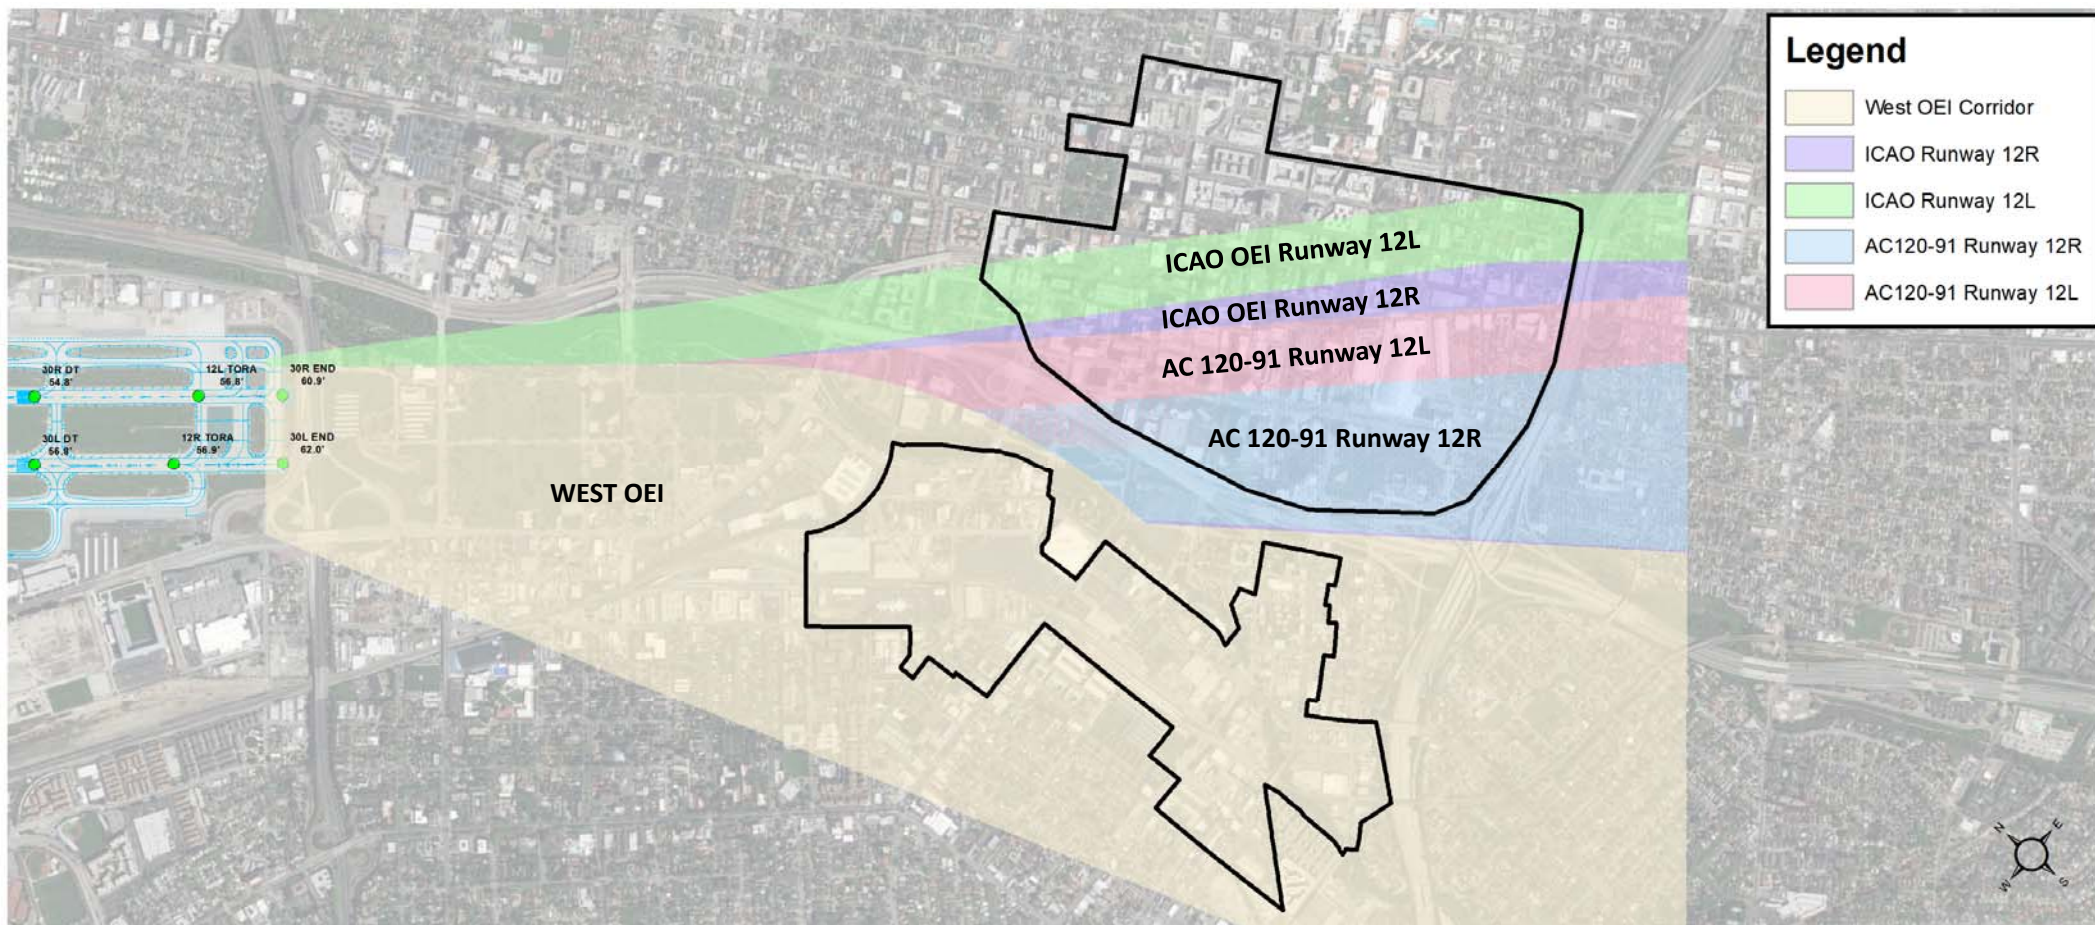 Legend
West OEI Corridor
ICAO Runway 12R
ICAO Runway 12L
AC120-91 Runway 12R
AC120-91 Runway 12L
ICAO OEI Runway 12L
ICAO OEI Runway 12R
AC 120-91 Runway 12L
AC 120-91 Runway 12R
WEST OEI
30R DT
54.8'
12L TORA
56.8'
30R END
60.9'
30L DT
56.8'
12R TORA
56.9'
30L END
62.0'
N
E
W
S